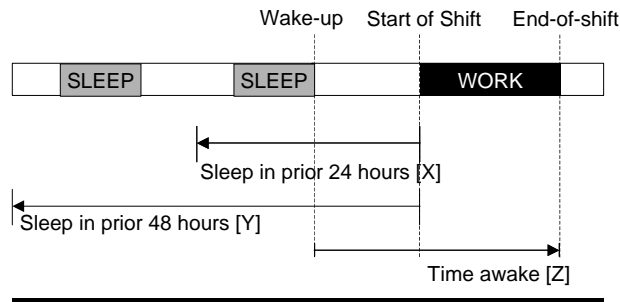 Wake-up Start of Shift End-of-shift
SLEEP SLEEP WORK
Sleep in prior 24 hours [X]
Sleep in prior 48 hours [Y]
Time awake [Z]